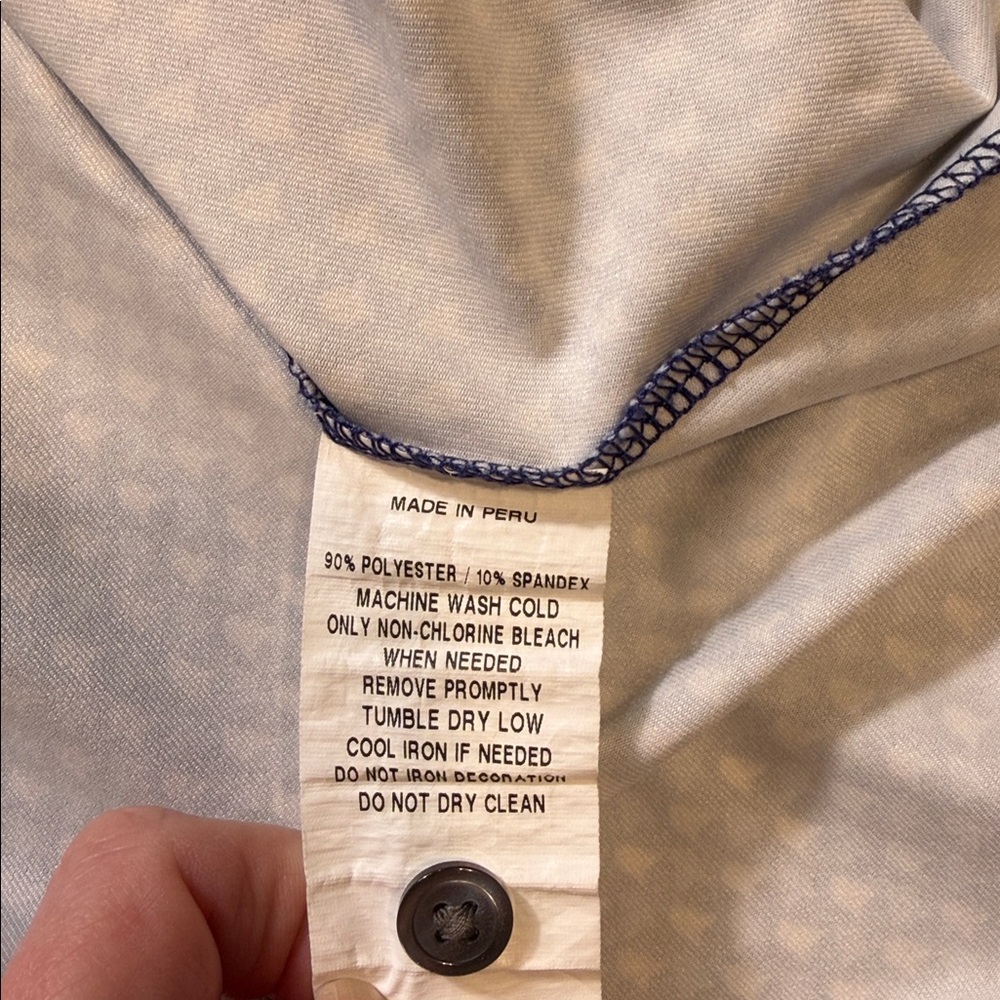 MADE IN PERU
90% POLYESTER / 10% SPANDEX
MACHINE WASH COLD
ONLY NON-CHLORINE BLEACH
WHEN NEEDED
REMOVE PROMPTLY
TUMBLE DRY LOW
COOL IRON IF NEEDED
DO NOT IRON DECORATION
DO NOT DRY CLEAN